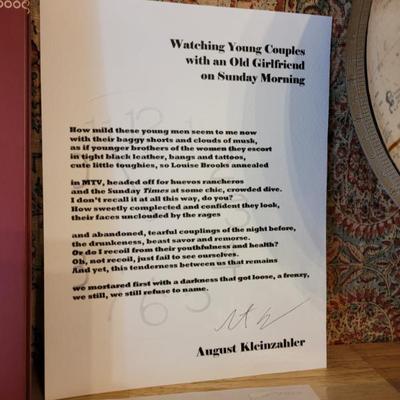 Watching Young Couples
with an Old Girlfriend
on Sunday Morning
How mild these young men seem to me now
with their baggy shorts and clouds of musk,
as if younger brothers of the women they escort
in tight black leather, bangs and tattoos,
cute little toughies, so Louise Brooks annealed
in MTV, headed off for huevos rancheros
and the Sunday Times at some chic, crowded dive.
I don't recall it at all this way, do you?
How sweetly complected and confident they look,
their faces unclouded by the rages
and abandoned, tearful couplings of the night before,
the drunkeness, beast savor and remorse.
Or do I recoil from their youthfulness and health?
Oh, not recoil, just fail to see ourselves.
And yet, this tenderness between us that remains
we mortared first with a darkness that got loose, a frenzy,
we still, we still refuse to name.
August Kleinzahler